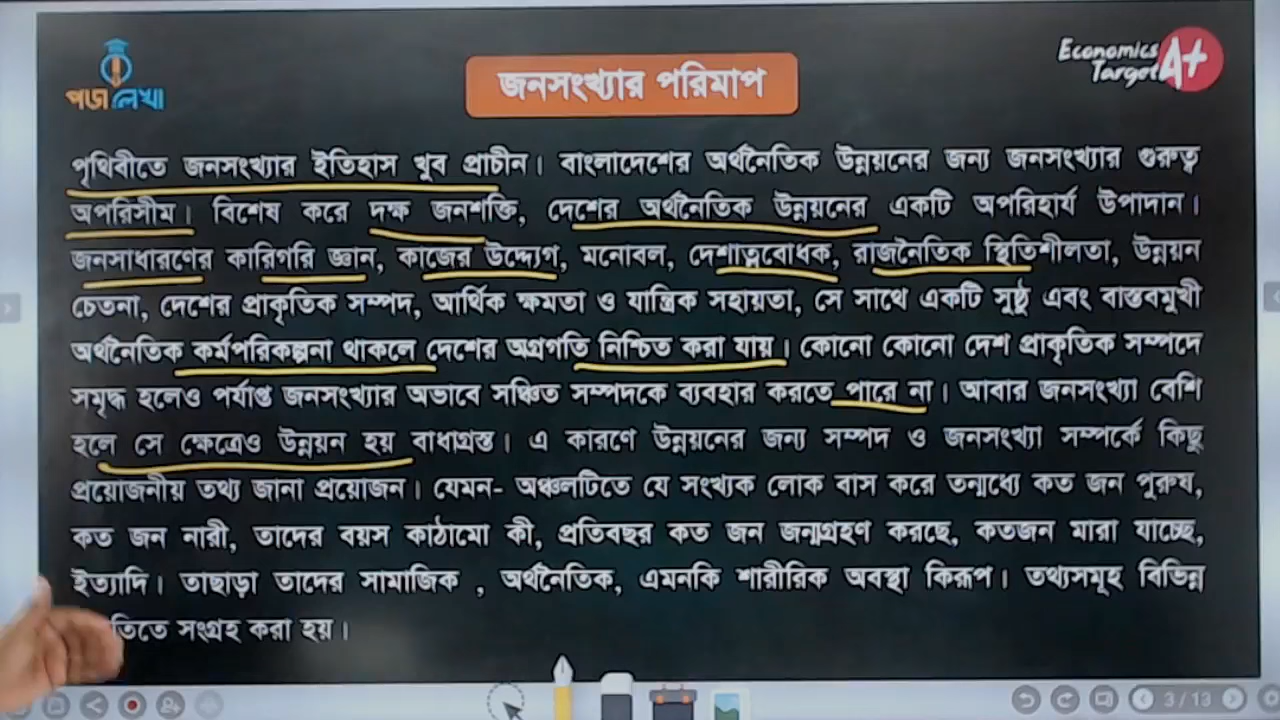 পড়ালেখা
Economics
Target A+
জনসংখ্যার পরিমাপ
পৃথিবীতে জনসংখ্যার ইতিহাস খুব প্রাচীন। বাংলাদেশের অর্থনৈতিক উন্নয়নের জন্য জনসংখ্যার গুরুত্ব
অপরিসীম। বিশেষ করে দক্ষ জনশক্তি, দেশের অর্থনৈতিক উন্নয়নের একটি অপরিহার্য উপাদান।
জনসাধারণের কারিগরি জ্ঞান, কাজের উদ্দ্যেগ, মনোবল, দেশাত্নবোধক, রাজনৈতিক স্থিতিশীলতা, উন্নয়ন
চেতনা, দেশের প্রাকৃতিক সম্পদ, আর্থিক ক্ষমতা ও যান্ত্রিক সহায়তা, সে সাথে একটি সুষ্ঠু এবং বাস্তবমুখী
অর্থনৈতিক কর্মপরিকল্পনা থাকলে দেশের অগ্রগতি নিশ্চিত করা যায়। কোনো কোনো দেশ প্রাকৃতিক সম্পদে
সমৃদ্ধ হলেও পর্যাপ্ত জনসংখ্যার অভাবে সঞ্চিত সম্পদকে ব্যবহার করতে পারে না। আবার জনসংখ্যা বেশি
হলে সে ক্ষেত্রেও উন্নয়ন হয় বাধাগ্রস্ত। এ কারণে উন্নয়নের জন্য সম্পদ ও জনসংখ্যা সম্পর্কে কিছু
প্রয়োজনীয় তথ্য জানা প্রয়োজন। যেমন- অঞ্চলটিতে যে সংখ্যক লোক বাস করে তন্মধ্যে কত জন পুরুষ,
কত জন নারী, তাদের বয়স কাঠামো কী, প্রতিবছর কত জন জন্মগ্রহণ করছে, কতজন মারা যাচ্ছে,
ইত্যাদি। তাছাড়া তাদের সামাজিক , অর্থনৈতিক, এমনকি শারীরিক অবস্থা কিরূপ। তথ্যসমূহ বিভিন্ন
তিতে সংগ্রহ করা হয়।
3 / 13